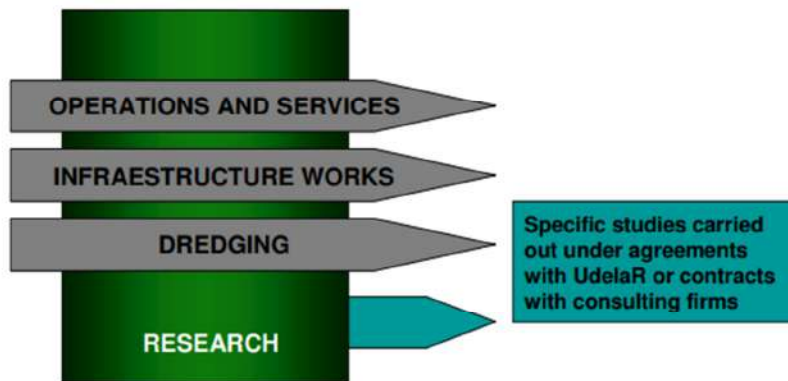 OPERATIONS AND SERVICES
INFRAESTRUCTURE WORKS
DREDGING
RESEARCH
Specific studies carried
out under agreements
with UdelaR or contracts
with consulting firms